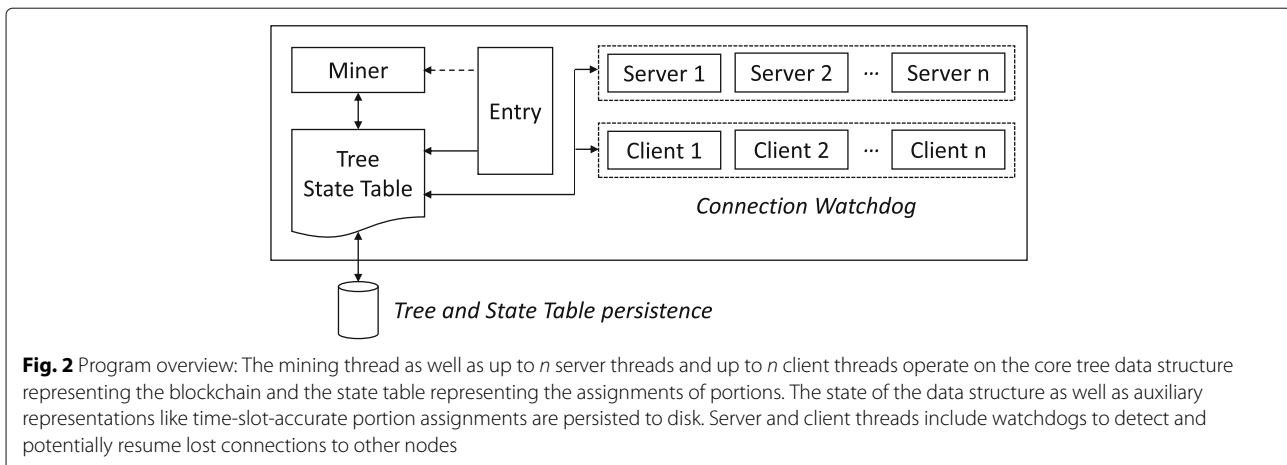 Miner
Entry
Tree
State Table
Server 1
Server 2
...
Server n
Client 1
Client 2
...
Client n
Connection Watchdog
Tree and State Table persistence
Fig. 2 Program overview: The mining thread as well as up to n server threads and up to n client threads operate on the core tree data structure
representing the blockchain and the state table representing the assignments of portions. The state of the data structure as well as auxiliary
representations like time-slot-accurate portion assignments are persisted to disk. Server and client threads include watchdogs to detect and
potentially resume lost connections to other nodes